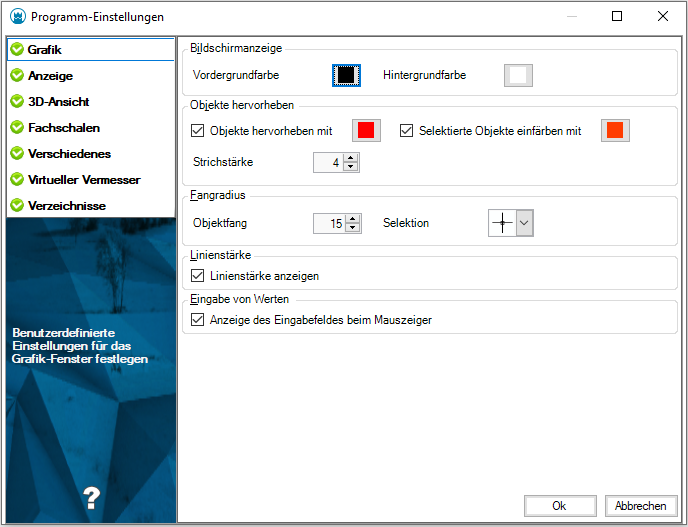 Programm-Einstellungen
Grafik
Anzeige
3D-Ansicht
Fachschalen
Verschiedenes
Virtueller Vermesser
Verzeichnisse
Benutzerdefinierte
Einstellungen für das
Grafik-Fenster festlegen
?
Bildschirmanzeige
Vordergrundfarbe Hintergrundfarbe
Objekte hervorheben
Objekte hervorheben mit Selektierte Objekte einfärben mit
Strichstärke 4
Fangradius
Objektfang 15 Selektion
Linienstärke
Linienstärke anzeigen
Eingabe von Werten
Anzeige des Eingabefeldes beim Mauszeiger
Ok Abbrechen